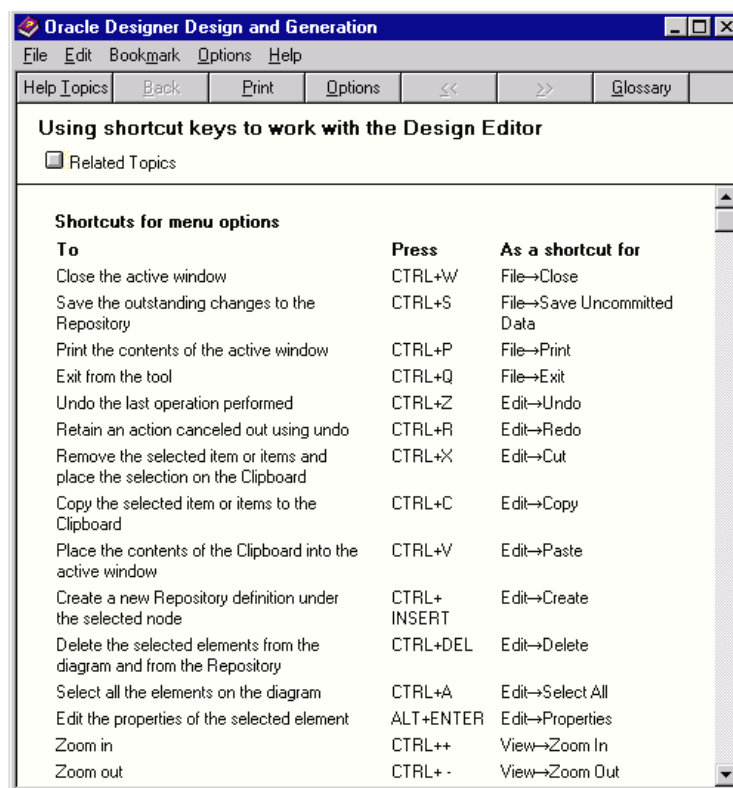 Oracle Designer Design and Generation
File Edit Bookmark Options Help
Help Topics Back Print Options << >> Glossary
Using shortcut keys to work with the Design Editor
Related Topics
Shortcuts for menu options
To Press As a shortcut for
Close the active window CTRL+W File→Close
Save the outstanding changes to the CTRL+S File→Save Uncommitted
Repository Data
Print the contents of the active window CTRL+P File→Print
Exit from the tool CTRL+Q File→Exit
Undo the last operation performed CTRL+Z Edit→Undo
Retain an action canceled out using undo CTRL+R Edit→Redo
Remove the selected item or items and CTRL+X Edit→Cut
place the selection on the Clipboard
Copy the selected item or items to the CTRL+C Edit→Copy
Clipboard
Place the contents of the Clipboard into the CTRL+V Edit→Paste
active window
Create a new Repository definition under CTRL+ Edit→Create
the selected node INSERT
Delete the selected elements from the CTRL+DEL Edit→Delete
diagram and from the Repository
Select all the elements on the diagram CTRL+A Edit→Select All
Edit the properties of the selected element ALT+ENTER Edit→Properties
Zoom in CTRL++ View→Zoom In
Zoom out CTRL+ - View→Zoom Out